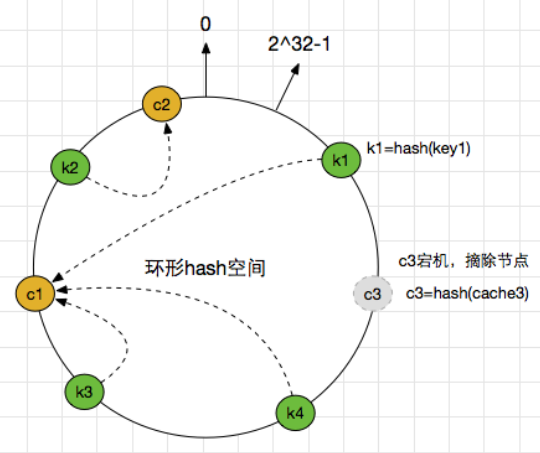 0
2^32-1
c2
k2
k1
k1=hash(key1)
环形hash空间
c3宕机，摘除节点
c1
c3
c3=hash(cache3)
k3
k4